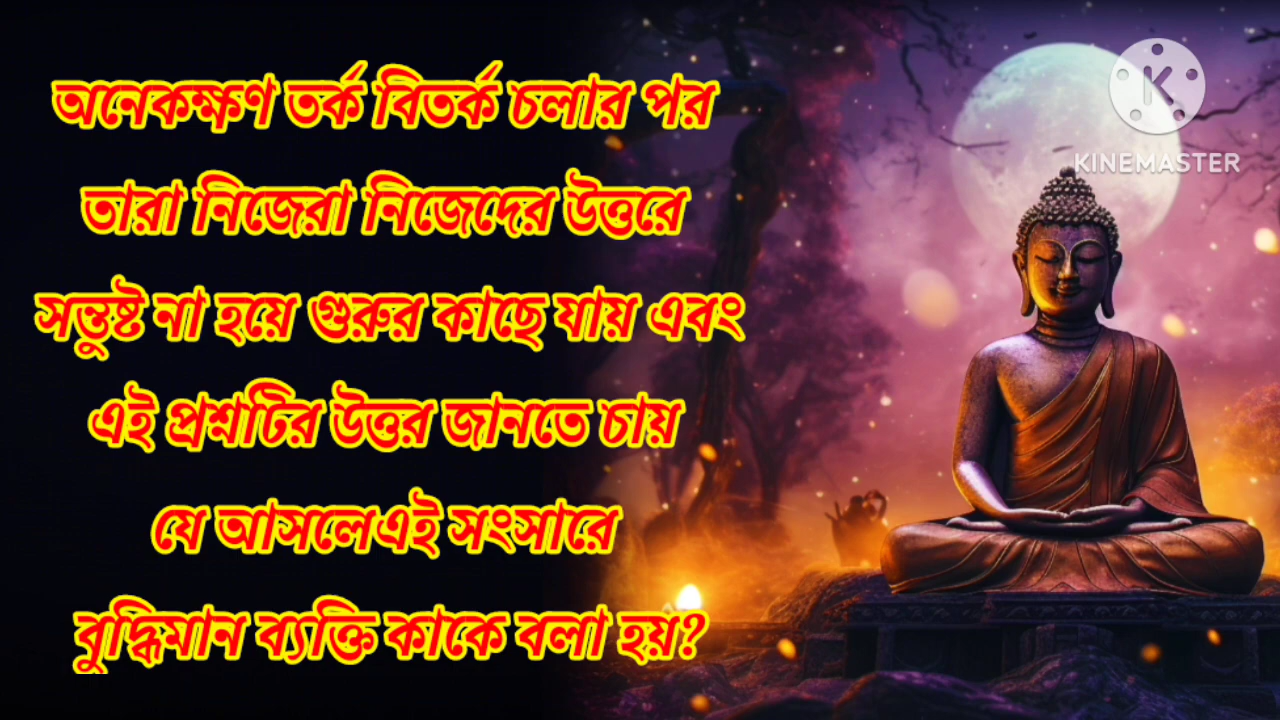 অনেকক্ষণ তর্ক বিতর্ক চলার পর
তারা নিজেরা নিজেদের উত্তরে
সন্তুষ্ট না হয়ে গুরুর কাছে যায় এবং
এই প্রশ্নটির উত্তর জানতে চায়
যে আসলেএই সংসারে
বুদ্ধিমান ব্যক্তি কাকে বলা হয়?
K
KINEMASTER